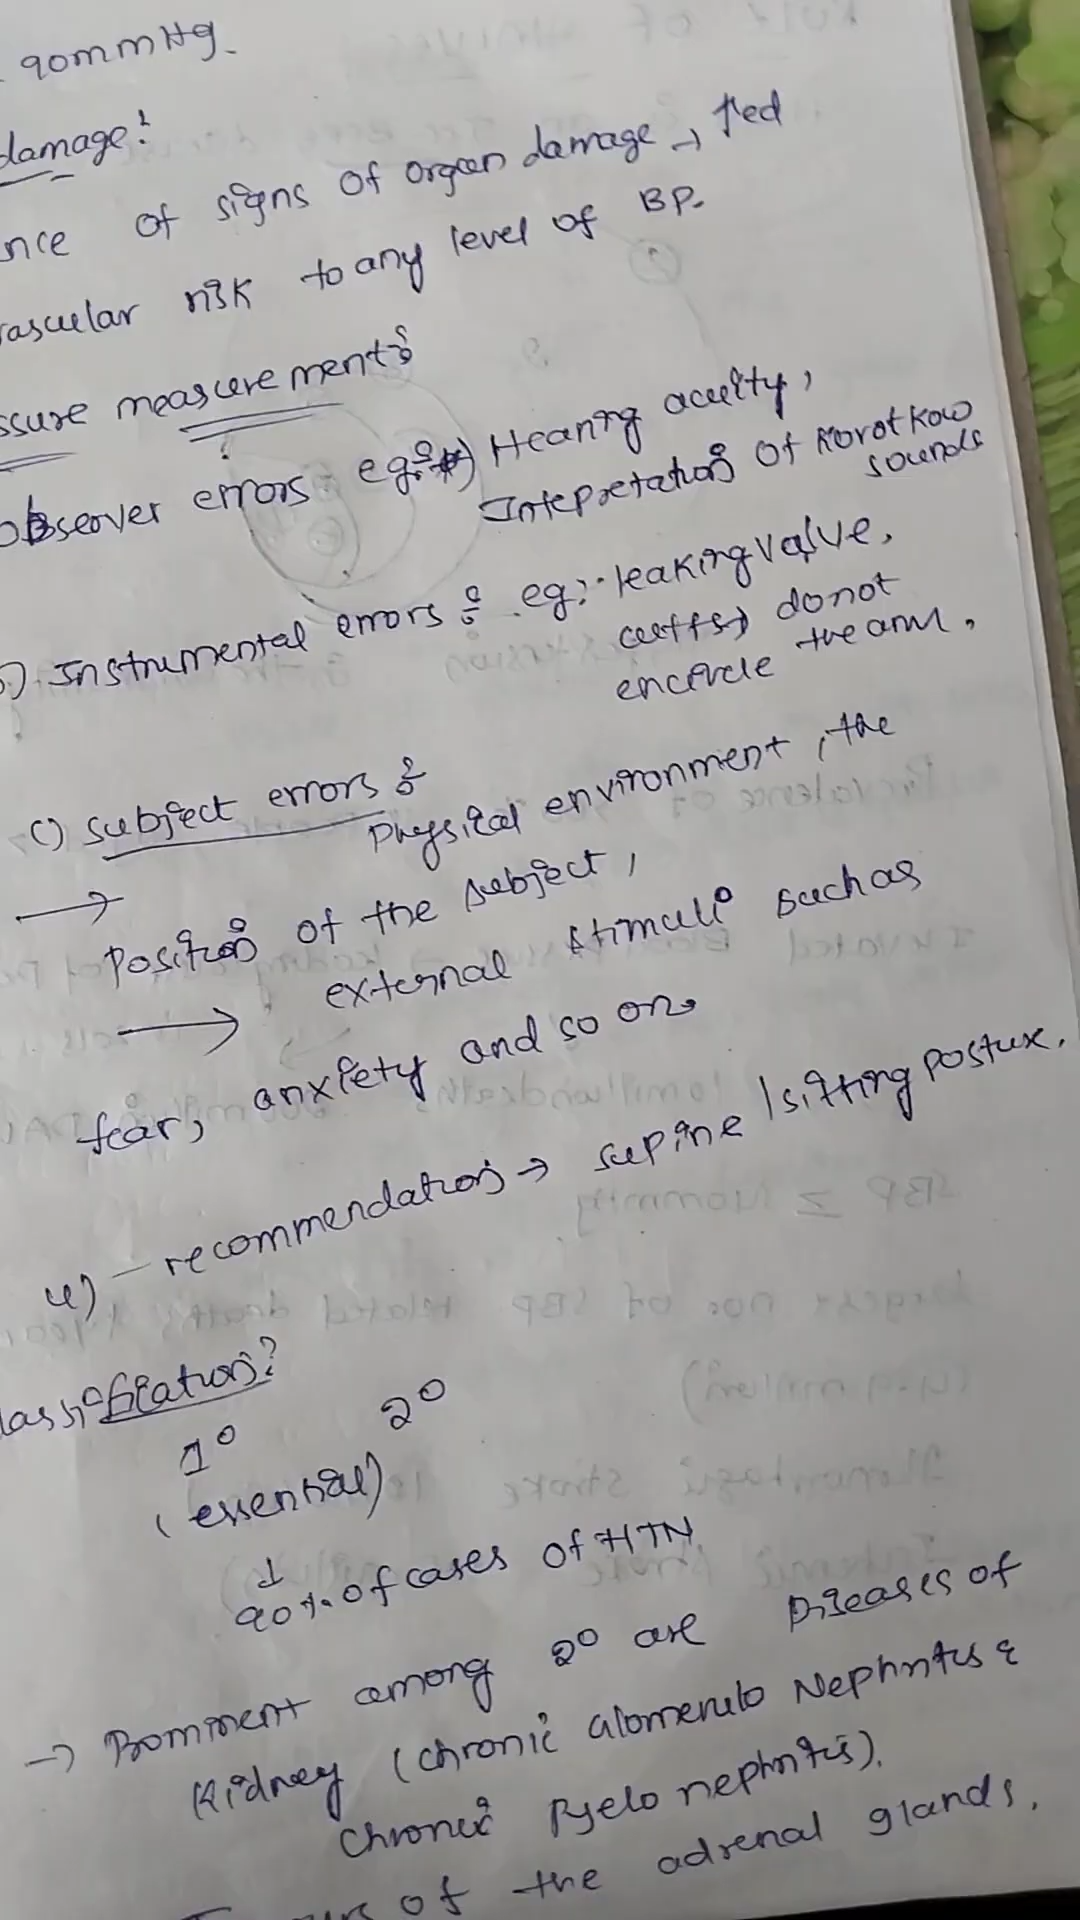 90mmHg.
damage:
nce of signs of organ damage → ↑ed
vascular risk to any level of BP.
ssure measurement:
observer errors eg:- Hearing acuity,
Intepretation of Korotkow
sounds
b) Instrumental errors : eg:- leaking valve,
cuffs) donot
encircle the arm.
c) subject errors :
→ Physical environment, the
Position of the subject,
→ external stimuli such as
fear, anxiety and so on.
4) - recommendation → supine / sitting posture.
lassification:
1° 2°
(essential)
↓
90% of cases of HTN
→ Prominent among 2° are Diseases of
Kidney (chronic Glomerulo Nephritis &
chronic Pyelo nephritis).
of the adrenal glands.